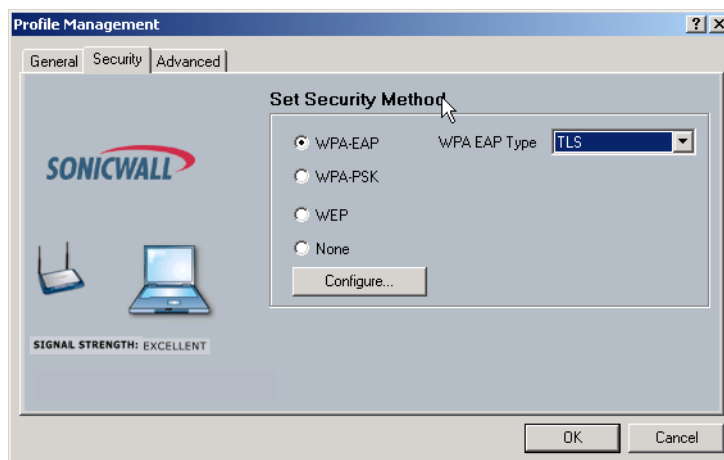 Profile Management
General Security Advanced
Set Security Method
WPA-EAP WPA EAP Type TLS
WPA-PSK
WEP
None
Configure...
SONICWALL
SIGNAL STRENGTH: EXCELLENT
OK Cancel